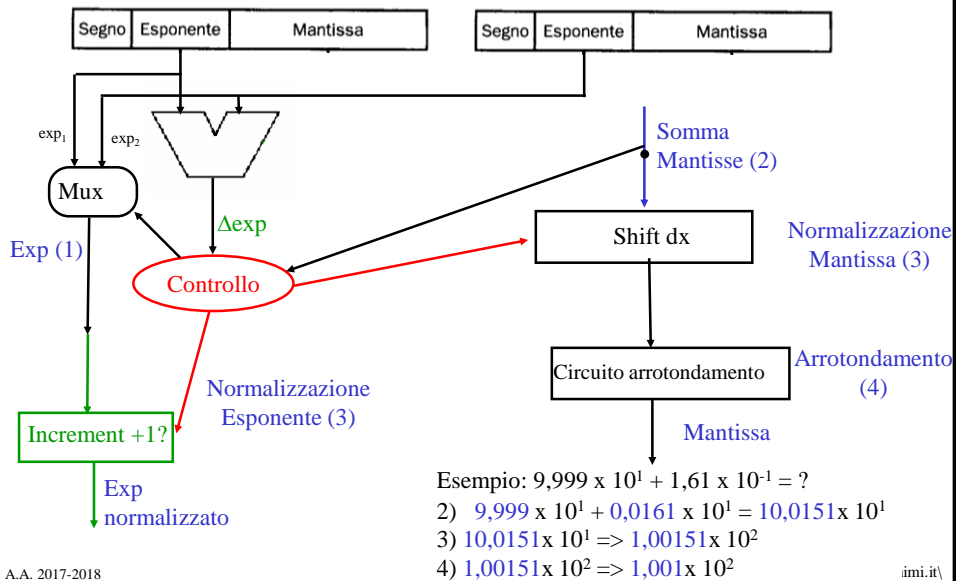 Segno Esponente Mantissa
Segno Esponente Mantissa
exp1
exp2
Mux
Δexp
Exp (1)
Controllo
Somma
Mantisse (2)
Shift dx
Normalizzazione
Mantissa (3)
Circuito arrotondamento
Arrotondamento
(4)
Normalizzazione
Esponente (3)
Increment +1?
Mantissa
Exp
normalizzato
Esempio: 9,999 x 10¹ + 1,61 x 10⁻¹ = ?
2) 9,999 x 10¹ + 0,0161 x 10¹ = 10,0151x 10¹
3) 10,0151x 10¹ => 1,00151x 10²
4) 1,00151x 10² => 1,001x 10²
A.A. 2017-2018
imi.it\